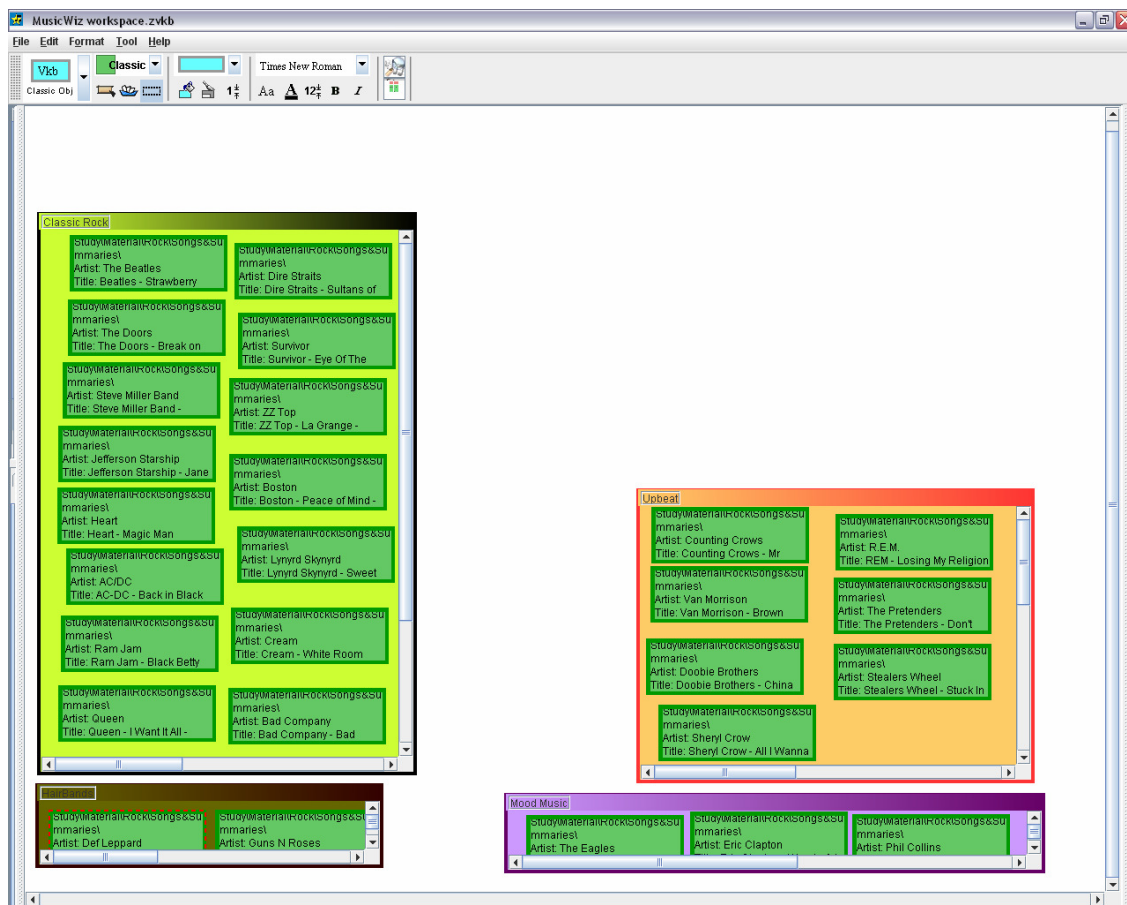 MusicWiz workspace.zvkb
File Edit Format Tool Help
Vkb
Classic Obj
Classic
Times New Roman
Aa A 12 B I
1
Classic Rock
Study\Material\Rock\Songs&Su
mmaries\
Artist: The Beatles
Title: Beatles - Strawberry
Study\Material\Rock\Songs&Su
mmaries\
Artist: Dire Straits
Title: Dire Straits - Sultans of
Study\Material\Rock\Songs&Su
mmaries\
Artist: The Doors
Title: The Doors - Break on
Study\Material\Rock\Songs&Su
mmaries\
Artist: Survivor
Title: Survivor - Eye Of The
Study\Material\Rock\Songs&Su
mmaries\
Artist: Steve Miller Band
Title: Steve Miller Band -
Study\Material\Rock\Songs&Su
mmaries\
Artist: ZZ Top
Title: ZZ Top - La Grange -
Study\Material\Rock\Songs&Su
mmaries\
Artist: Jefferson Starship
Title: Jefferson Starship - Jane
Study\Material\Rock\Songs&Su
mmaries\
Artist: Boston
Title: Boston - Peace of Mind -
Study\Material\Rock\Songs&Su
mmaries\
Artist: Heart
Title: Heart - Magic Man
Study\Material\Rock\Songs&Su
mmaries\
Artist: Lynyrd Skynyrd
Title: Lynyrd Skynyrd - Sweet
Study\Material\Rock\Songs&Su
mmaries\
Artist: AC/DC
Title: AC-DC - Back in Black
Study\Material\Rock\Songs&Su
mmaries\
Artist: Cream
Title: Cream - White Room
Study\Material\Rock\Songs&Su
mmaries\
Artist: Ram Jam
Title: Ram Jam - Black Betty
Study\Material\Rock\Songs&Su
mmaries\
Artist: Queen
Title: Queen - I Want It All -
Study\Material\Rock\Songs&Su
mmaries\
Artist: Bad Company
Title: Bad Company - Bad
Upbeat
Study\Material\Rock\Songs&Su
mmaries\
Artist: Counting Crows
Title: Counting Crows - Mr
Study\Material\Rock\Songs&Su
mmaries\
Artist: R.E.M.
Title: REM - Losing My Religion
Study\Material\Rock\Songs&Su
mmaries\
Artist: Van Morrison
Title: Van Morrison - Brown
Study\Material\Rock\Songs&Su
mmaries\
Artist: The Pretenders
Title: The Pretenders - Don't
Study\Material\Rock\Songs&Su
mmaries\
Artist: Doobie Brothers
Title: Doobie Brothers - China
Study\Material\Rock\Songs&Su
mmaries\
Artist: Stealers Wheel
Title: Stealers Wheel - Stuck In
Study\Material\Rock\Songs&Su
mmaries\
Artist: Sheryl Crow
Title: Sheryl Crow - All I Wanna
HairBands
Study\Material\Rock\Songs&Su
mmaries\
Artist: Def Leppard
Study\Material\Rock\Songs&Su
mmaries\
Artist: Guns N Roses
Mood Music
Study\Material\Rock\Songs&Su
mmaries\
Artist: The Eagles
Study\Material\Rock\Songs&Su
mmaries\
Artist: Eric Clapton
Study\Material\Rock\Songs&Su
mmaries\
Artist: Phil Collins